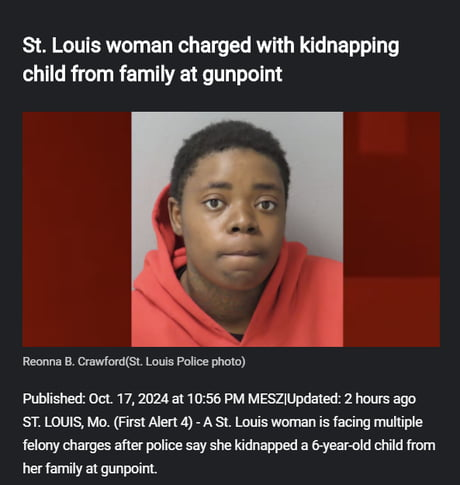 St. Louis woman charged with kidnapping
child from family at gunpoint
Reonna B. Crawford(St. Louis Police photo)
Published: Oct. 17, 2024 at 10:56 PM MESZ|Updated: 2 hours ago
ST. LOUIS, Mo. (First Alert 4) - A St. Louis woman is facing multiple
felony charges after police say she kidnapped a 6-year-old child from
her family at gunpoint.